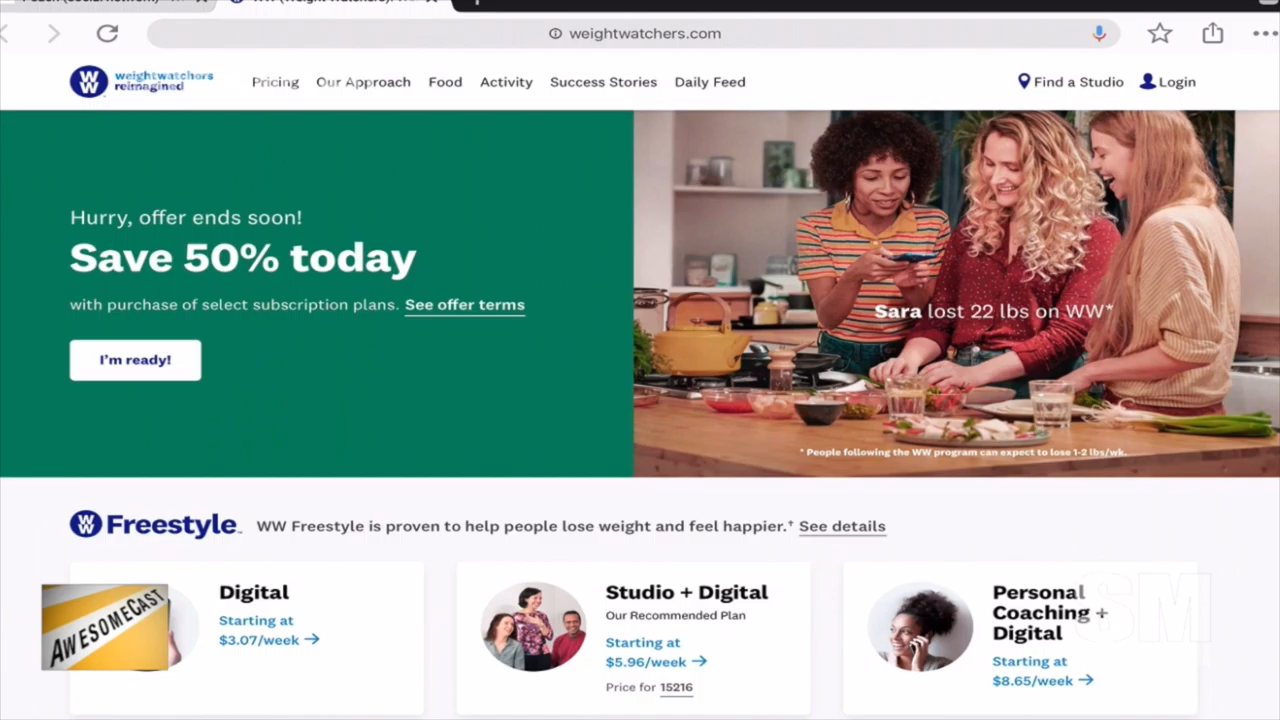 weightwatchers.com
WW weightwatchers
reimagined
Pricing Our Approach Food Activity Success Stories Daily Feed
Find a Studio Login
Hurry, offer ends soon!
Save 50% today
with purchase of select subscription plans. See offer terms
I'm ready!
Sara lost 22 lbs on WW*
* People following the WW program can expect to lose 1-2 lbs/wk.
WW Freestyle™ WW Freestyle is proven to help people lose weight and feel happier.† See details
Digital
Starting at
$3.07/week →
AWESOMECAST
Studio + Digital
Our Recommended Plan
Starting at
$5.96/week →
Price for 15216
Personal
Coaching +
Digital
Starting at
$8.65/week →
SM